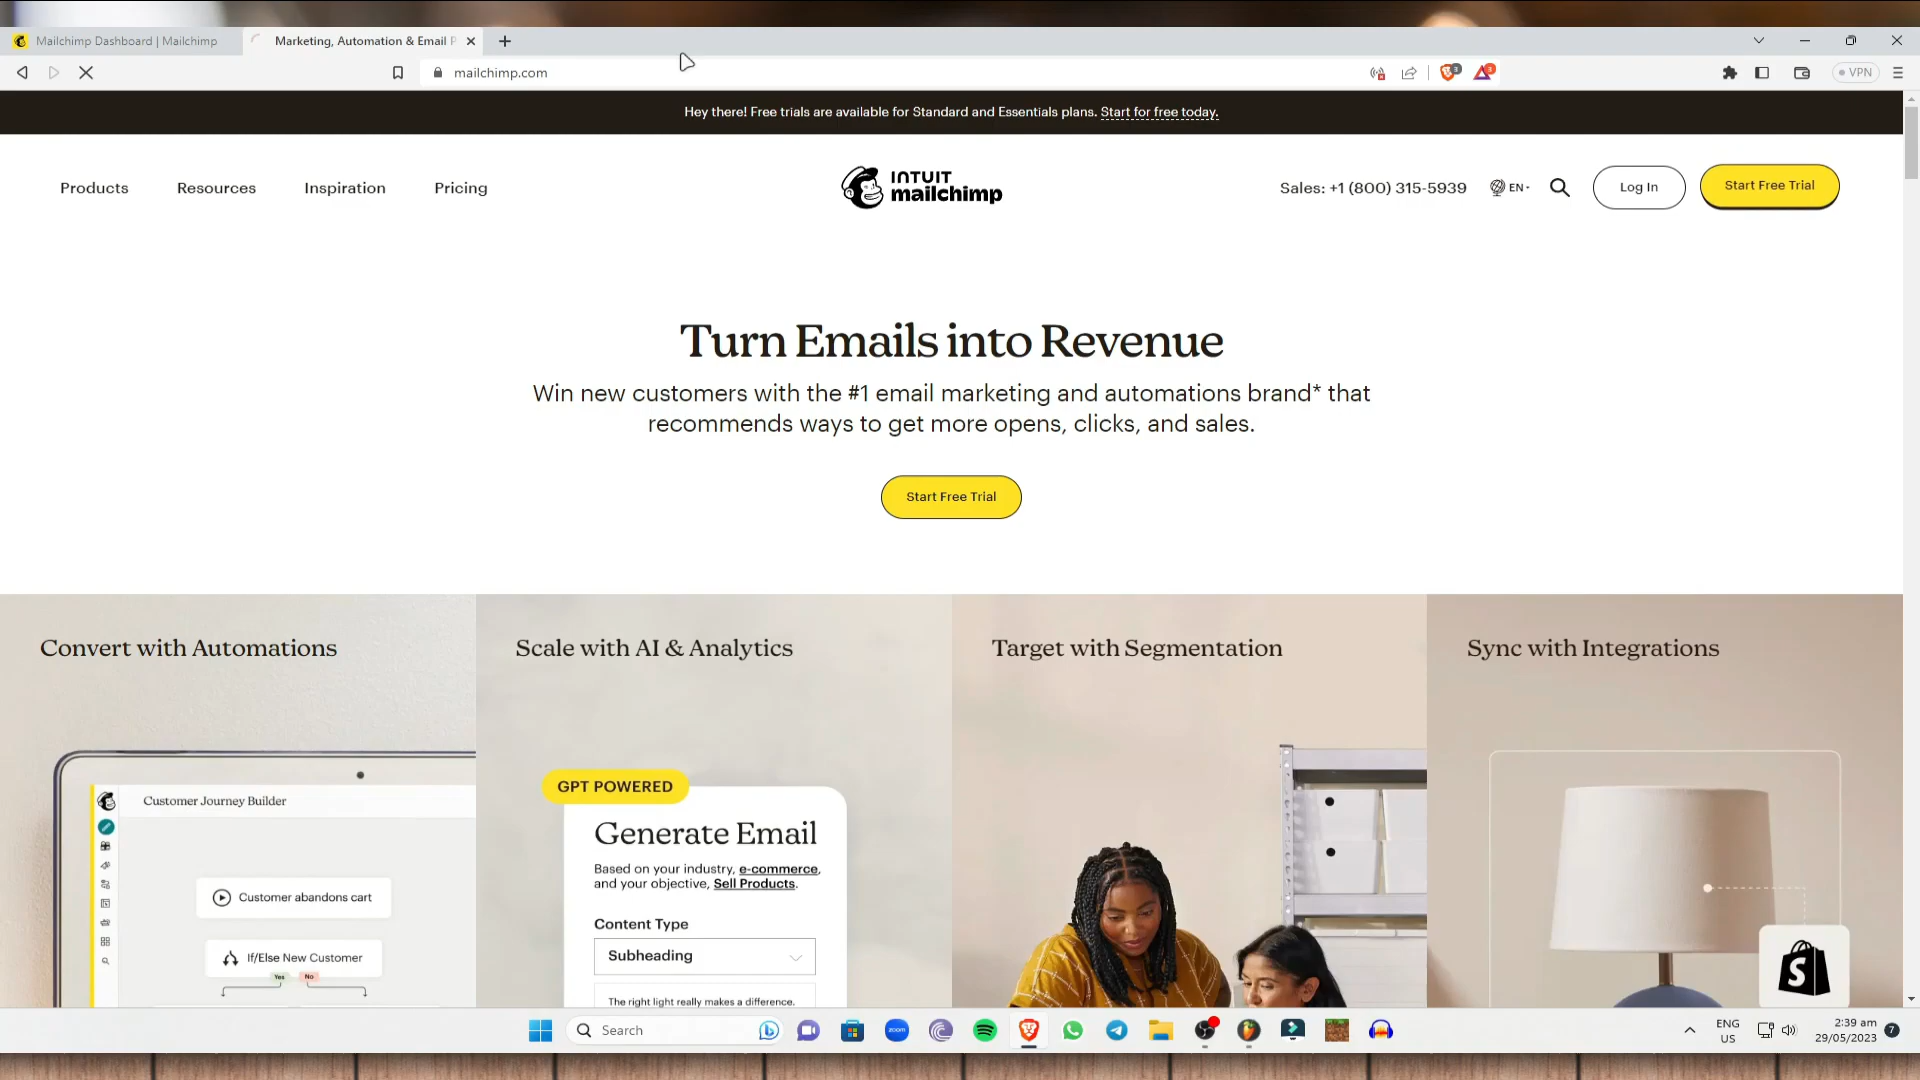 Mailchimp Dashboard | Mailchimp
Marketing, Automation & Email P
mailchimp.com
3
3
VPN
Hey there! Free trials are available for Standard and Essentials plans. Start for free today.
Products
Resources
Inspiration
Pricing
INTUIT
mailchimp
Sales: +1 (800) 315-5939
EN
Log In
Start Free Trial
Turn Emails into Revenue
Win new customers with the #1 email marketing and automations brand* that
recommends ways to get more opens, clicks, and sales.
Start Free Trial
Convert with Automations
Scale with AI & Analytics
Target with Segmentation
Sync with Integrations
Customer Journey Builder
Customer abandons cart
If/Else New Customer
Yes
No
GPT POWERED
Generate Email
Based on your industry, e-commerce,
and your objective, Sell Products.
Content Type
Subheading
The right light really makes a difference.
S
Search
zoom
ENG
US
2:39 am
29/05/2023
7